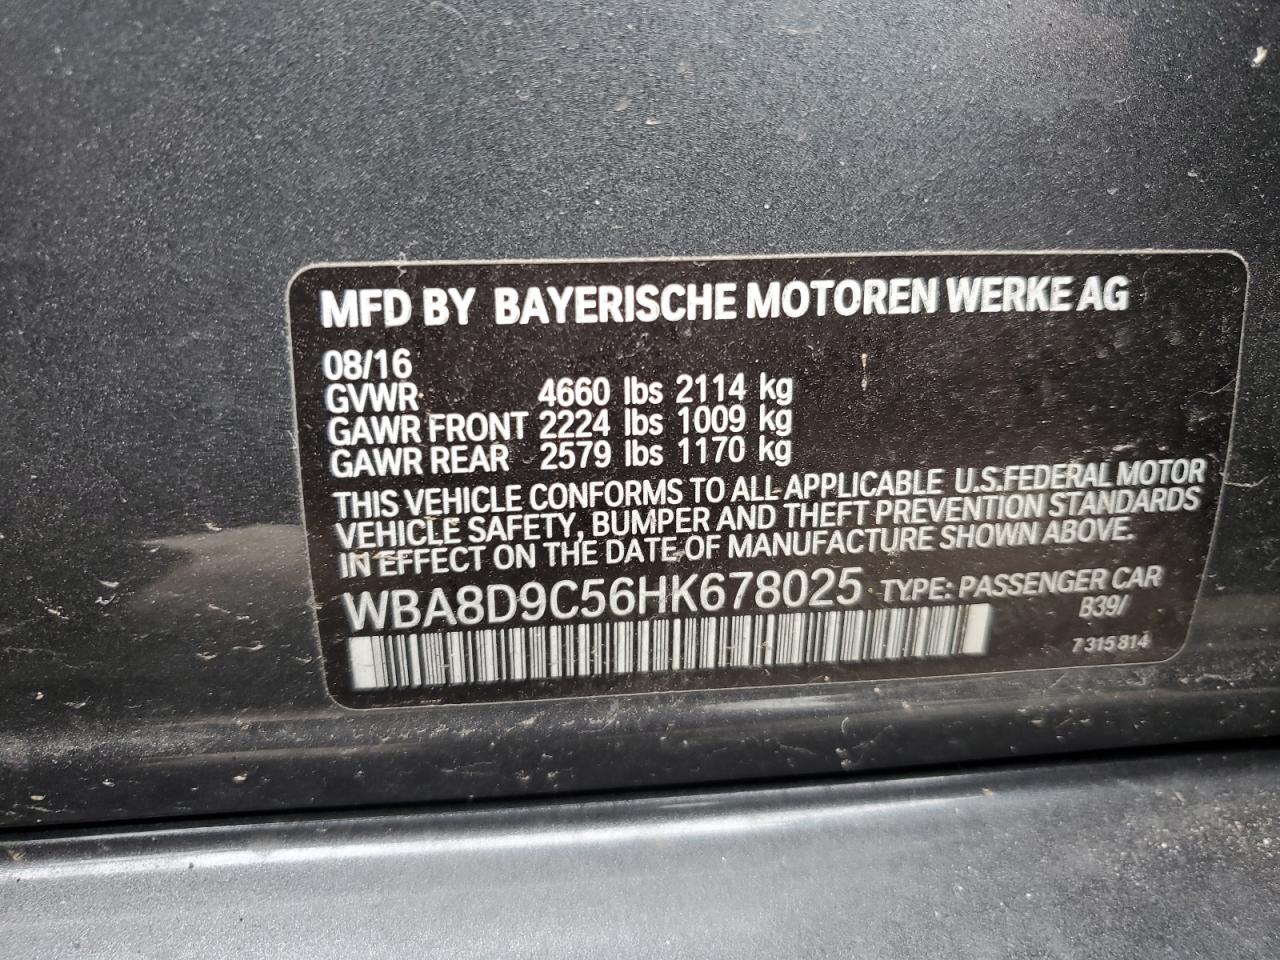 MFD BY BAYERISCHE MOTOREN WERKE AG
08/16
GVWR 4660 lbs 2114 kg
GAWR FRONT 2224 lbs 1009 kg
GAWR REAR 2579 lbs 1170 kg
THIS VEHICLE CONFORMS TO ALL APPLICABLE U.S.FEDERAL MOTOR
VEHICLE SAFETY, BUMPER AND THEFT PREVENTION STANDARDS
IN EFFECT ON THE DATE OF MANUFACTURE SHOWN ABOVE.
WBA8D9C56HK678025 TYPE: PASSENGER CAR
B39/
7 315 814